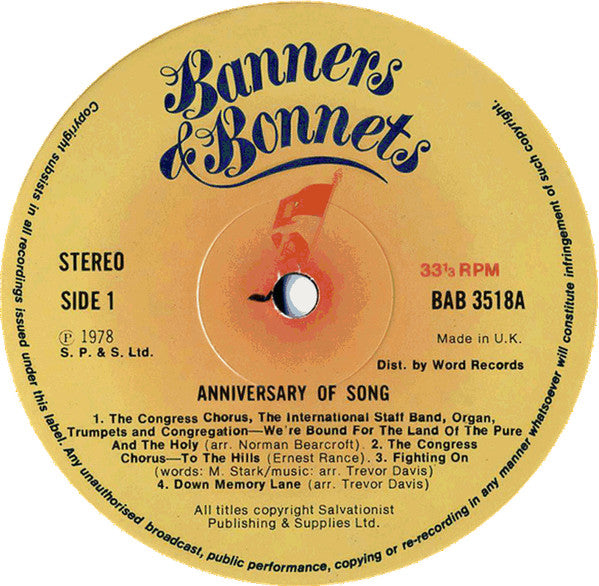 Banners
& Bonnets
STEREO
SIDE 1
℗ 1978
S. P. & S. Ltd.
33⅓ RPM
BAB 3518A
Made in U.K.
Dist. by Word Records
ANNIVERSARY OF SONG
1. The Congress Chorus, The International Staff Band, Organ,
Trumpets and Congregation—We're Bound For The Land Of The Pure
And The Holy (arr. Norman Bearcroft). 2. The Congress
Chorus—To The Hills (Ernest Rance). 3. Fighting On
(words: M. Stark/music: arr. Trevor Davis)
4. Down Memory Lane (arr. Trevor Davis)
All titles copyright Salvationist
Publishing & Supplies Ltd.
Copyright subsists in all recordings issued under this label. Any unauthorised broadcast, public performance, copying or re-recording in any manner whatsoever will constitute infringement of such copyright.